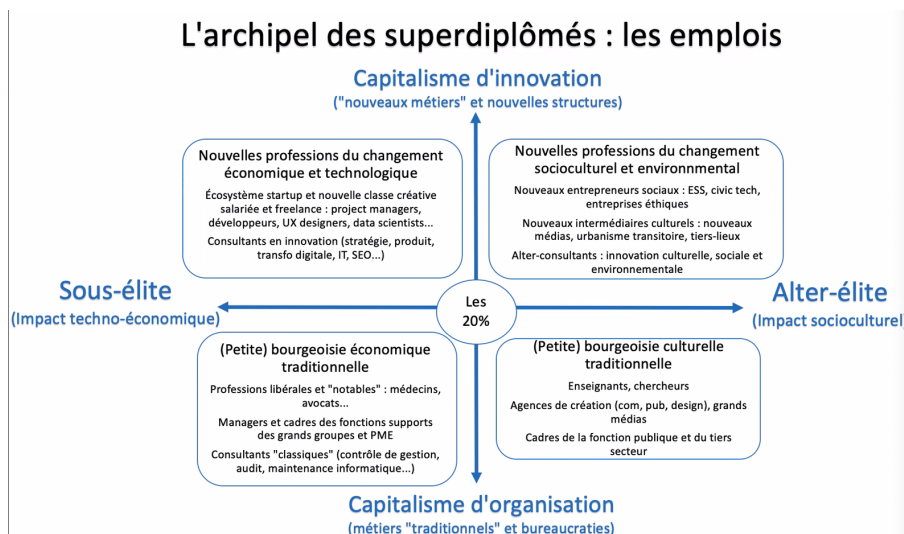 L'archipel des superdiplômés : les emplois
Capitalisme d'innovation
("nouveaux métiers" et nouvelles structures)
Nouvelles professions du changement
économique et technologique
Écosystème startup et nouvelle classe créative
salariée et freelance : project managers,
développeurs, UX designers, data scientists...
Consultants en innovation (stratégie, produit,
transfo digitale, IT, SEO...)
Nouvelles professions du changement
socioculturel et environnmental
Nouveaux entrepreneurs sociaux : ESS, civic tech,
entreprises éthiques
Nouveaux intermédiaires culturels : nouveaux
médias, urbanisme transitoire, tiers-lieux
Alter-consultants : innovation culturelle, sociale et
environnementale
Sous-élite
(Impact techno-économique)
Les
20%
Alter-élite
(Impact socioculturel)
(Petite) bourgeoisie économique
traditionnelle
Professions libérales et "notables" : médecins,
avocats...
Managers et cadres des fonctions supports
des grands groupes et PME
Consultants "classiques" (contrôle de gestion,
audit, maintenance informatique...)
(Petite) bourgeoisie culturelle
traditionnelle
Enseignants, chercheurs
Agences de création (com, pub, design), grands
médias
Cadres de la fonction publique et du tiers
secteur
Capitalisme d'organisation
(métiers "traditionnels" et bureaucraties)